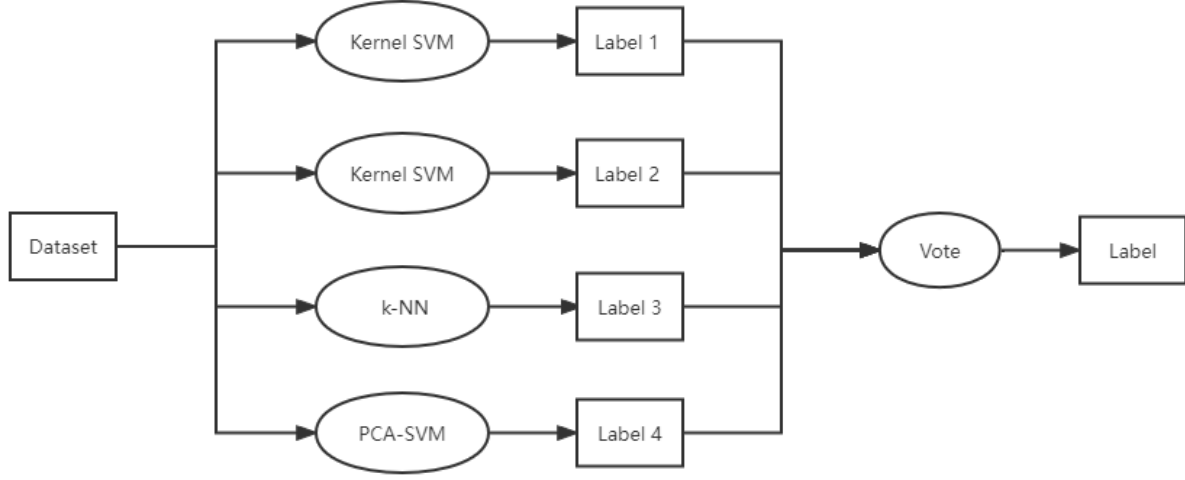 Kernel SVM
Label 1
Kernel SVM
Label 2
Dataset
Vote
Label
k-NN
Label 3
PCA-SVM
Label 4